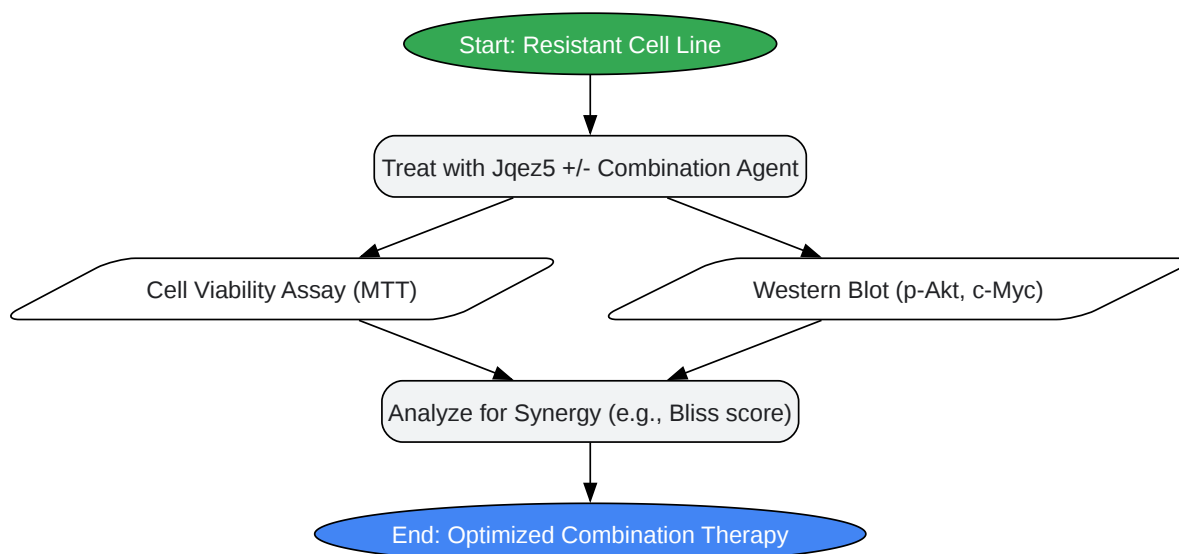 Start: Resistant Cell Line
Treat with Jqez5 +/- Combination Agent
Cell Viability Assay (MTT)
Western Blot (p-Akt, c-Myc)
Analyze for Synergy (e.g., Bliss score)
End: Optimized Combination Therapy